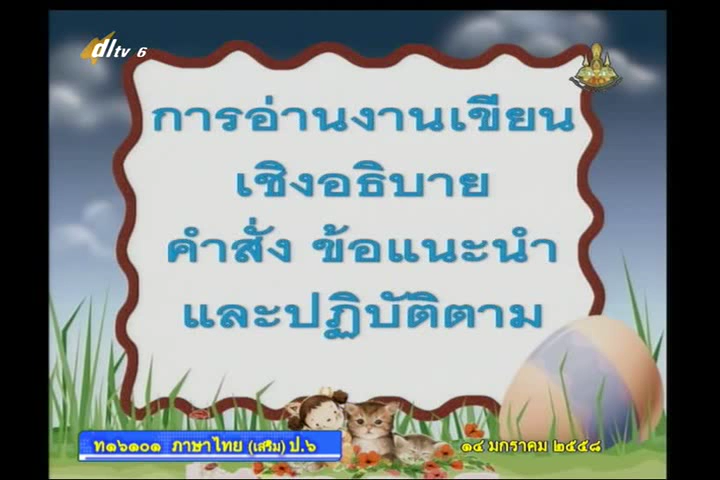 dltv 6
การอ่านงานเขียน
เชิงอธิบาย
คำสั่ง ข้อแนะนำ
และปฏิบัติตาม
ท๑๖๑๐๑ ภาษาไทย (เสริม) ป.๖
๑๔ มกราคม ๒๕๕๘